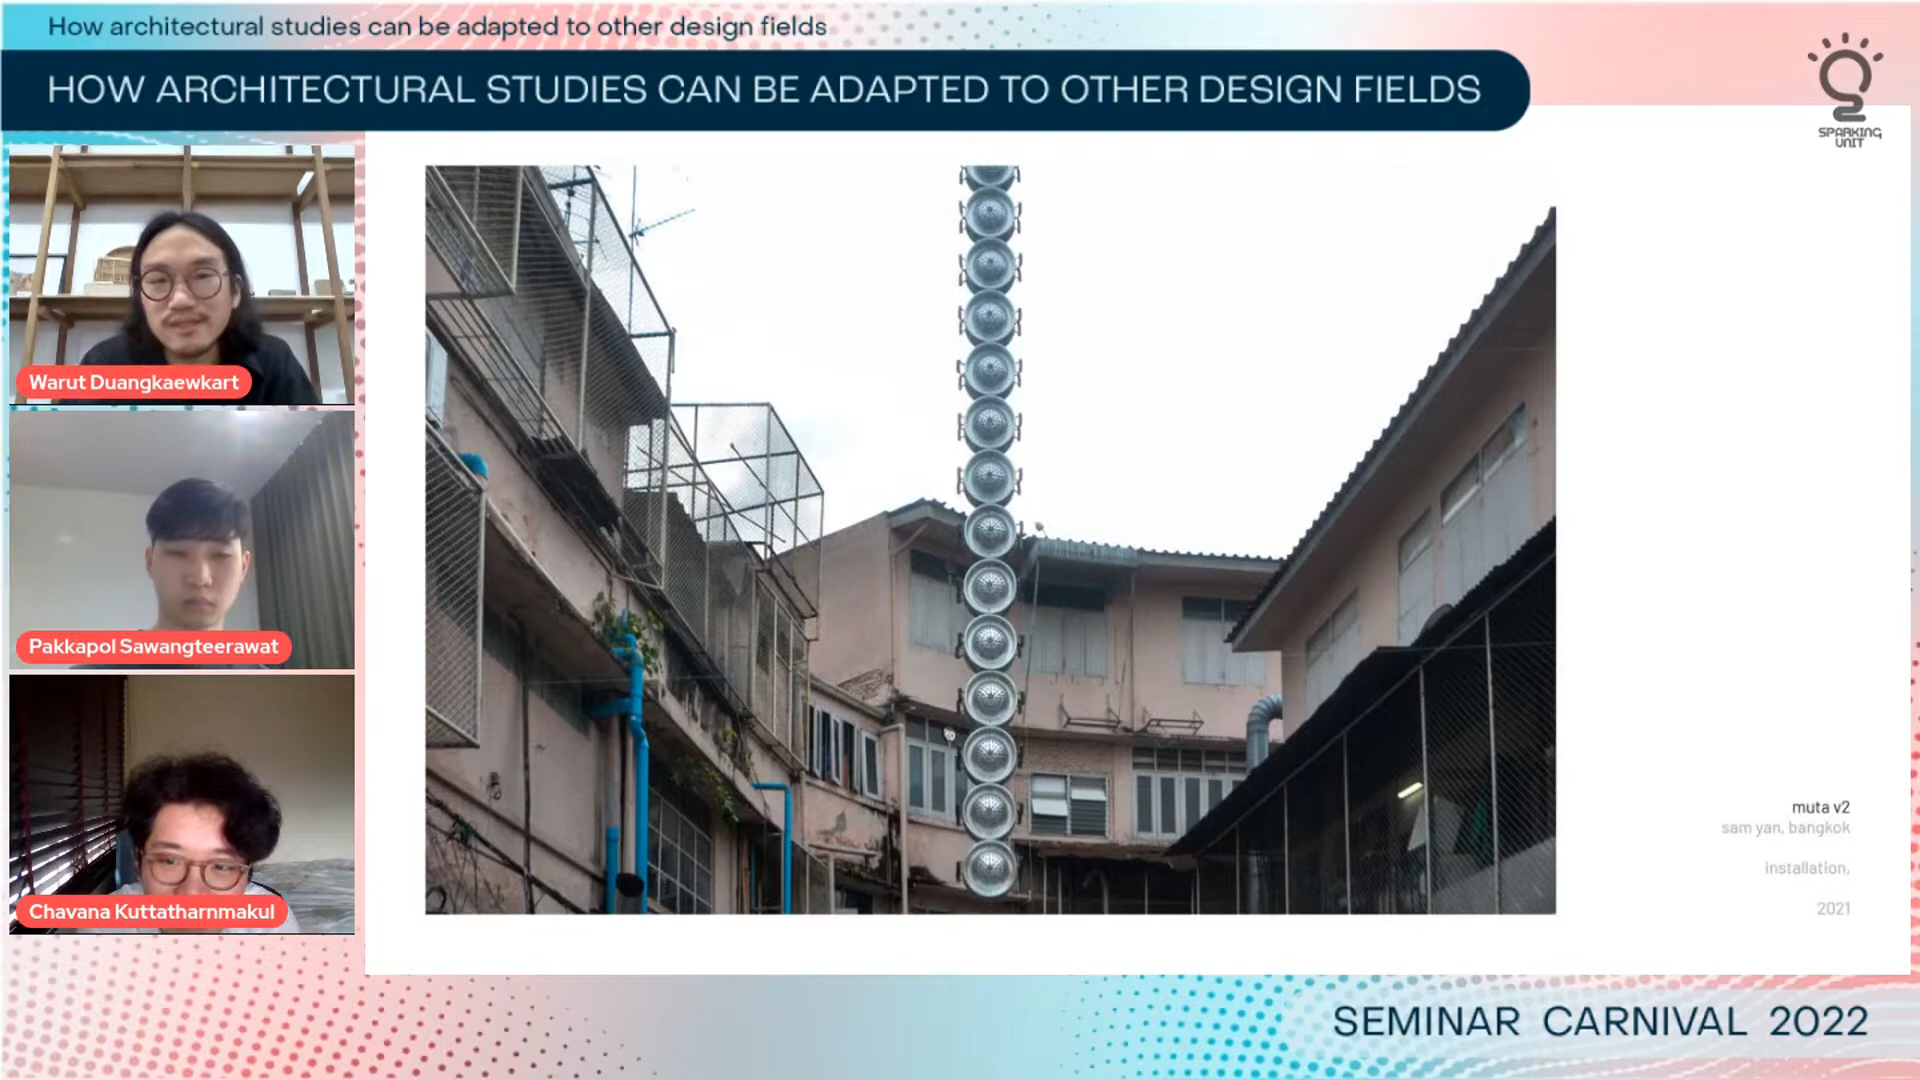 How architectural studies can be adapted to other design fields
HOW ARCHITECTURAL STUDIES CAN BE ADAPTED TO OTHER DESIGN FIELDS
SPARKING
UNIT
Warut Duangkaewkart
Pakkapol Sawangteerawat
Chavana Kuttatharnmakul
muta v2
sam yan, bangkok
installation,
2021
SEMINAR CARNIVAL 2022